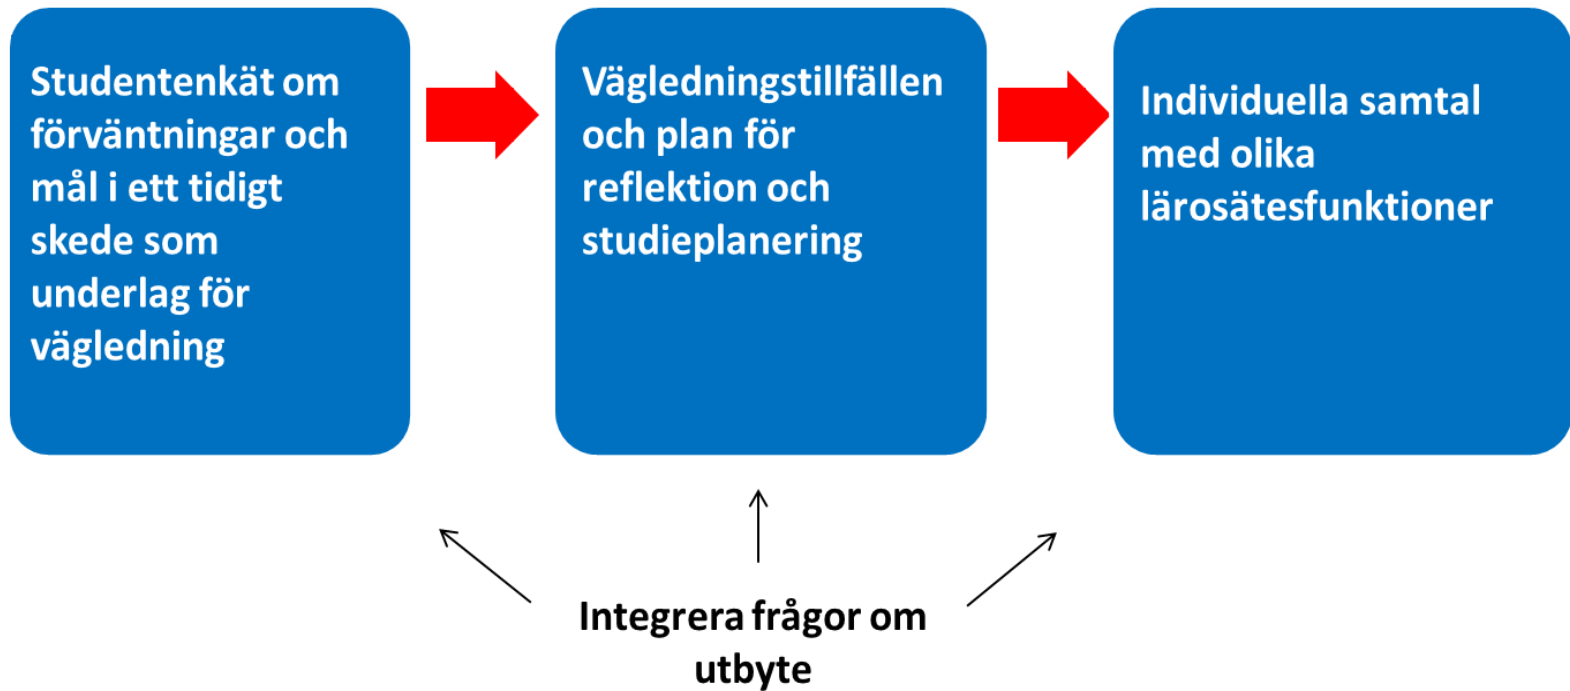 Studentenkät om
förväntningar och
mål i ett tidigt
skede som
underlag för
vägledning
Vägledningstillfällen
och plan för
reflektion och
studieplanering
Individuella samtal
med olika
lärosätesfunktioner
Integrera frågor om
utbyte